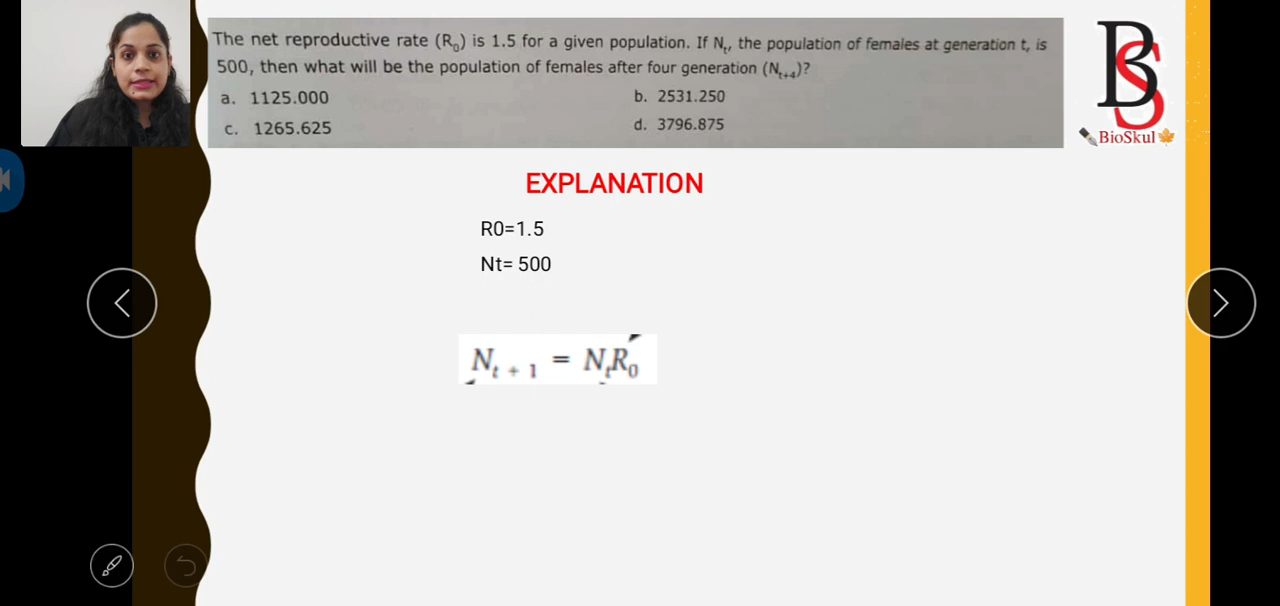 The net reproductive rate (R₀) is 1.5 for a given population. If Nₜ, the population of females at generation t, is
500, then what will be the population of females after four generation (Nₜ₊₄)?
a. 1125.000 b. 2531.250
c. 1265.625 d. 3796.875
BS
BioSkul
EXPLANATION
R0=1.5
Nt= 500
Nₜ ₊ ₁ = NₜR₀